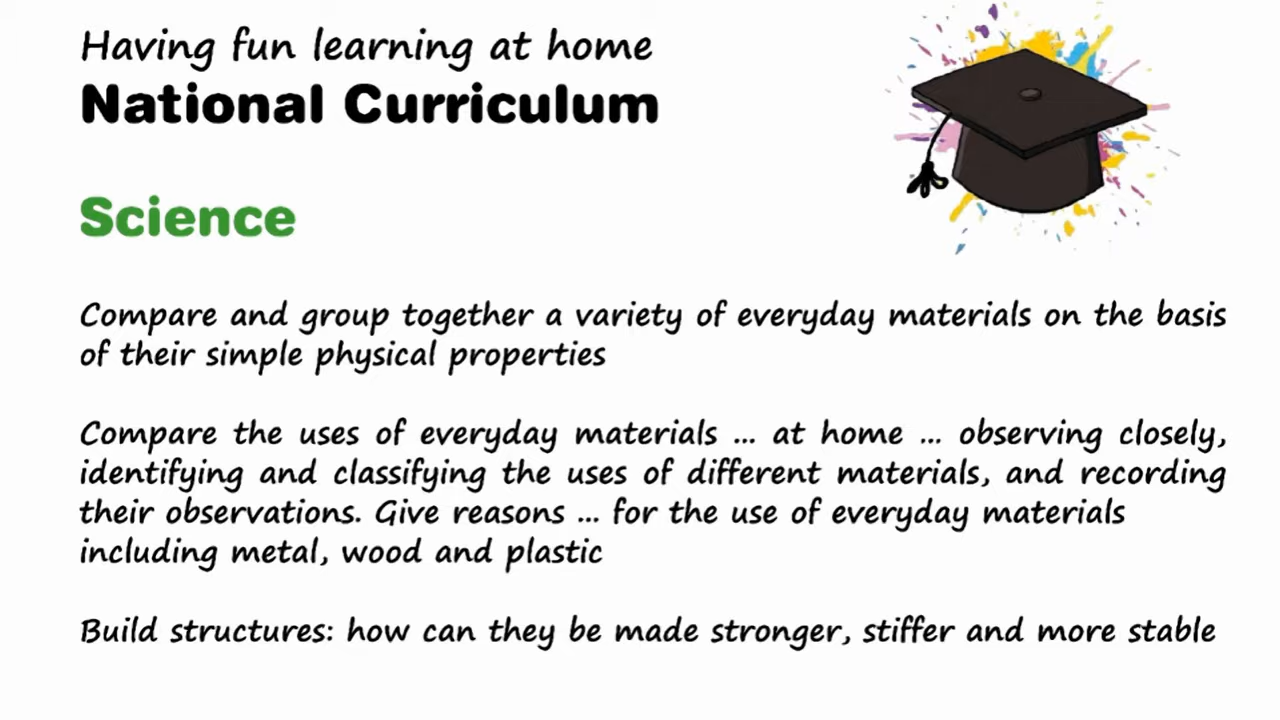 Having fun learning at home
National Curriculum
Science
Compare and group together a variety of everyday materials on the basis
of their simple physical properties
Compare the uses of everyday materials ... at home ... observing closely,
identifying and classifying the uses of different materials, and recording
their observations. Give reasons ... for the use of everyday materials
including metal, wood and plastic
Build structures: how can they be made stronger, stiffer and more stable